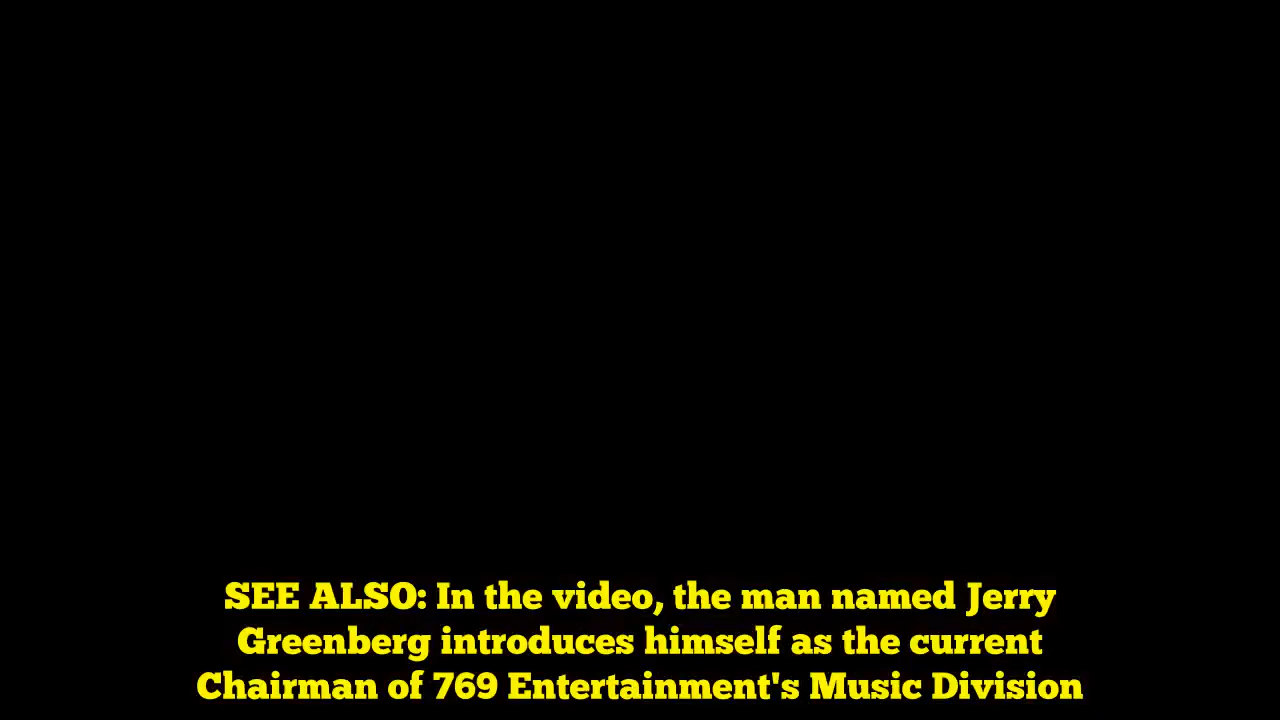 SEE ALSO: In the video, the man named Jerry
Greenberg introduces himself as the current
Chairman of 769 Entertainment's Music Division